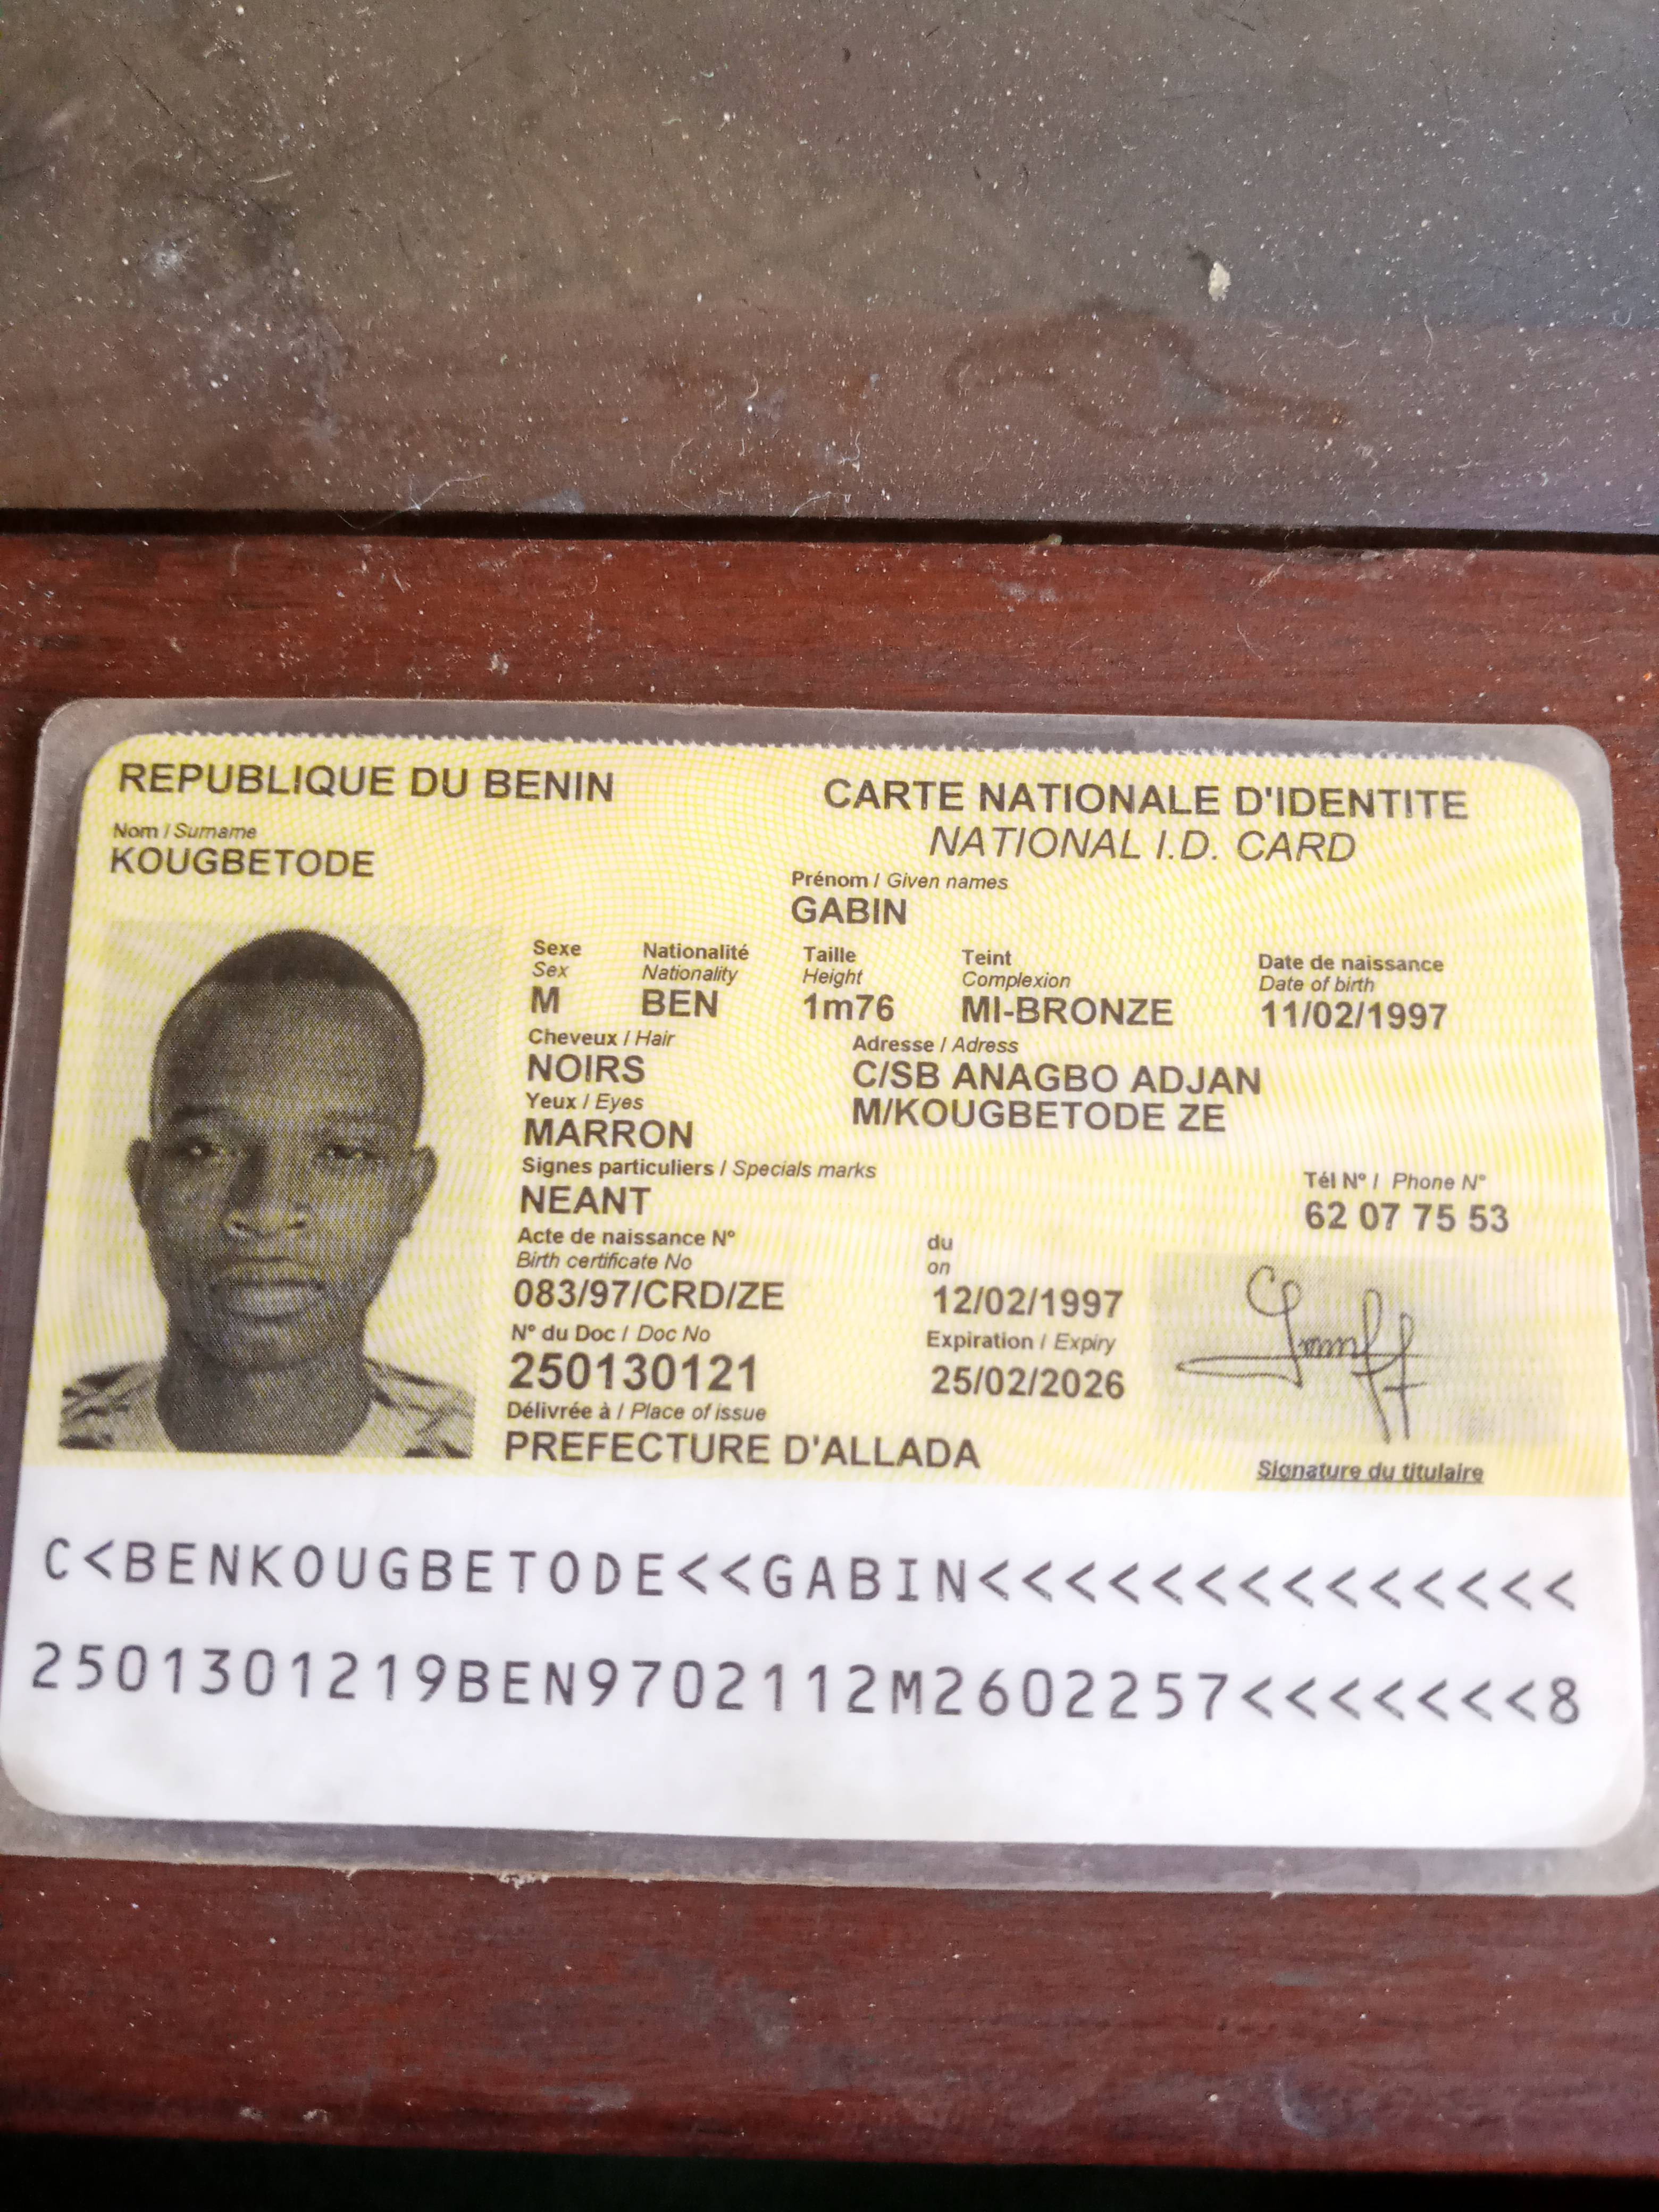 REPUBLIQUE DU BENIN
CARTE NATIONALE D'IDENTITE
NATIONAL I.D. CARD
Nom / Surname
KOUGBETODE
Prénom / Given names
GABIN
Sexe Nationalité Taille Teint Date de naissance
Sex Nationality Height Complexion Date of birth
M BEN 1m76 MI-BRONZE 11/02/1997
Cheveux / Hair Adresse / Adress
NOIRS C/SB ANAGBO ADJAN
Yeux / Eyes M/KOUGBETODE ZE
MARRON
Signes particuliers / Specials marks Tél N° / Phone N°
NEANT 62 07 75 53
Acte de naissance N° du
Birth certificate No on
083/97/CRD/ZE 12/02/1997
N° du Doc / Doc No Expiration / Expiry
250130121 25/02/2026
Délivrée à / Place of issue
PREFECTURE D'ALLADA
Signature du titulaire
C<BENKOUGBETODE<<GABIN<<<<<<<<<<<<<<
2501301219BEN9702112M2602257<<<<<<<8